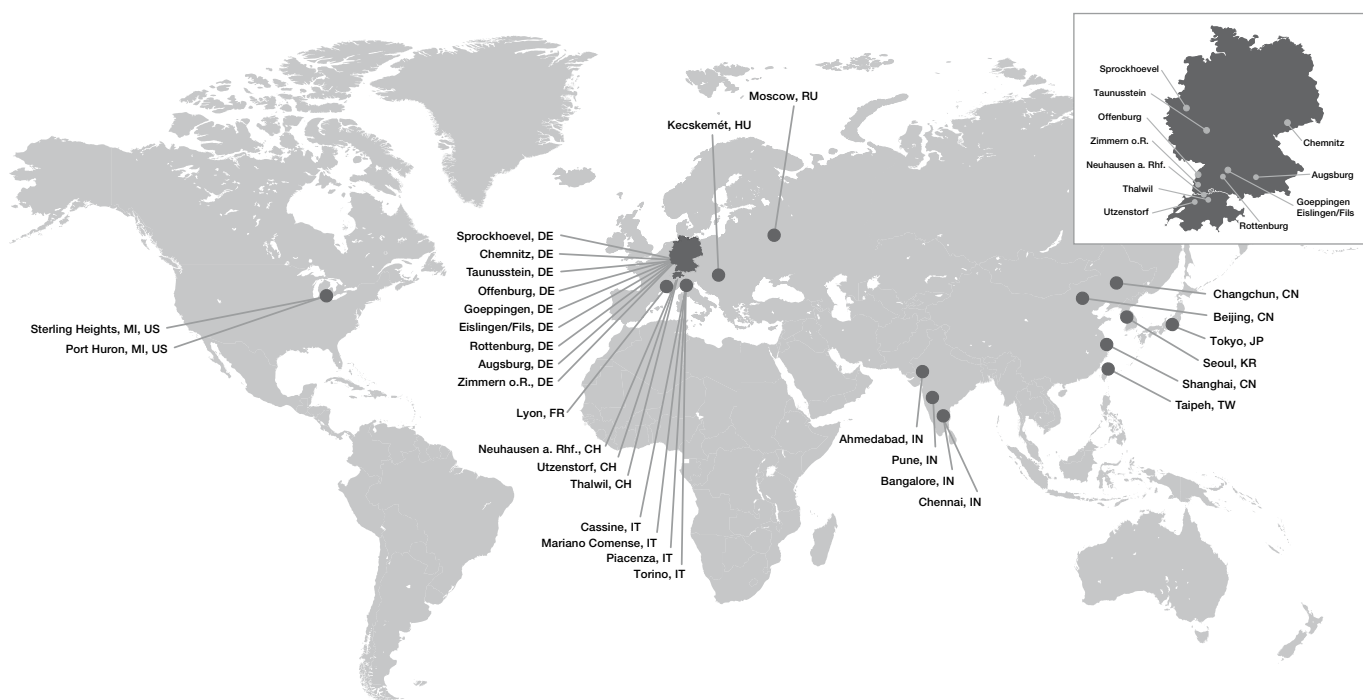 Moscow, RU
Kecskemét, HU
Sprockhoevel, DE
Chemnitz, DE
Taunusstein, DE
Offenburg, DE
Goeppingen, DE
Eislingen/Fils, DE
Rottenburg, DE
Augsburg, DE
Zimmern o.R., DE
Sterling Heights, MI, US
Port Huron, MI, US
Lyon, FR
Neuhausen a. Rhf., CH
Utzenstorf, CH
Thalwil, CH
Cassine, IT
Mariano Comense, IT
Piacenza, IT
Torino, IT
Ahmedabad, IN
Pune, IN
Bangalore, IN
Chennai, IN
Changchun, CN
Beijing, CN
Tokyo, JP
Seoul, KR
Shanghai, CN
Taipeh, TW
Sprockhoevel
Taunusstein
Offenburg
Zimmern o.R.
Neuhausen a. Rhf.
Thalwil
Utzenstorf
Chemnitz
Augsburg
Goeppingen
Eislingen/Fils
Rottenburg